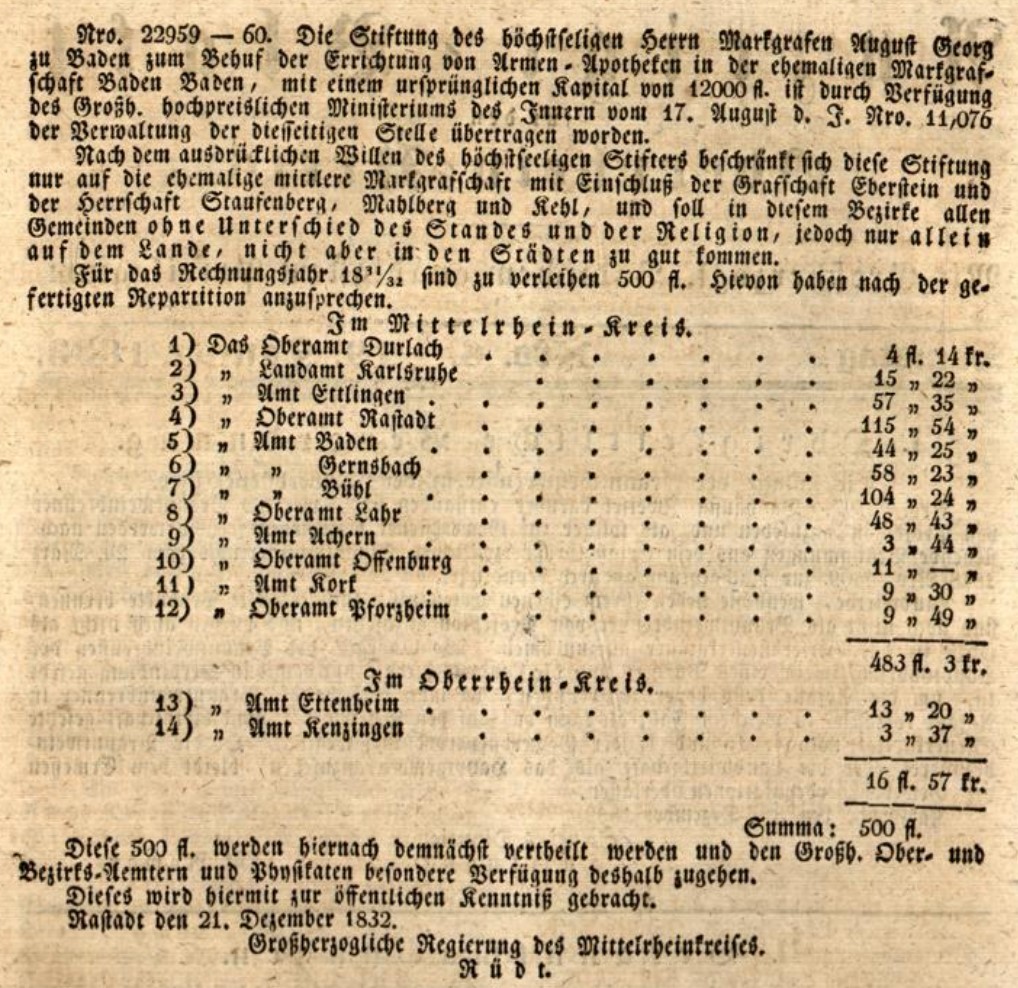 Nro. 22959 — 60. Die Stiftung des höchstseligen Herrn Markgrafen August Georg
zu Baden zum Behuf der Errichtung von Armen-Apotheken in der ehemaligen Markgraf-
schaft Baden Baden, mit einem ursprünglichen Kapital von 12000 fl. ist durch Verfügung
des Großh. hochpreislichen Ministeriums des Innern vom 17. August d. J. Nro. 11,076
der Verwaltung der diesseitigen Stelle übertragen worden.
Nach dem ausdrücklichen Willen des höchstseeligen Stifters beschränkt sich diese Stiftung
nur auf die ehemalige mittlere Markgrafschaft mit Einschluß der Grafschaft Eberstein und
der Herrschaft Staufenberg, Mahlberg und Kehl, und soll in diesem Bezirke allen
Gemeinden ohne Unterschied des Standes und der Religion, jedoch nur allein
auf dem Lande, nicht aber in den Städten zu gut kommen.
Für das Rechnungsjahr 18³¹/₃₂ sind zu verleihen 500 fl. Hievon haben nach der ge-
fertigten Repartition anzusprechen.
Im Mittelrhein-Kreis.
1) Das Oberamt Durlach . . . . . . . 4 fl. 14 kr.
2) „ Landamt Karlsruhe . . . . . . 15 „ 22 „
3) „ Amt Ettlingen . . . . . . . . 57 „ 35 „
4) „ Oberamt Rastadt . . . . . . . 115 „ 54 „
5) „ Amt Baden . . . . . . . . 44 „ 25 „
6) „ „ Gernsbach . . . . . . . 58 „ 23 „
7) „ „ Bühl . . . . . . . . 104 „ 24 „
8) „ Oberamt Lahr . . . . . . . 48 „ 43 „
9) „ Amt Achern . . . . . . . . 3 „ 44 „
10) „ Oberamt Offenburg . . . . . . . 11 „ — „
11) „ Amt Kork . . . . . . . . 9 „ 30 „
12) „ Oberamt Pforzheim . . . . . . . 9 „ 49 „
483 fl. 3 kr.
Im Oberrhein-Kreis.
13) „ Amt Ettenheim . . . . . . . . 13 „ 20 „
14) „ Amt Kenzingen . . . . . . . 3 „ 37 „
16 fl. 57 kr.
Summa: 500 fl.
Diese 500 fl. werden hiernach demnächst vertheilt werden und den Großh. Ober- und
Bezirks-Aemtern und Physikaten besondere Verfügung deshalb zugehen.
Dieses wird hiermit zur öffentlichen Kenntniß gebracht.
Rastadt den 21. Dezember 1832.
Großherzogliche Regierung des Mittelrheinkreises.
Rüdt.